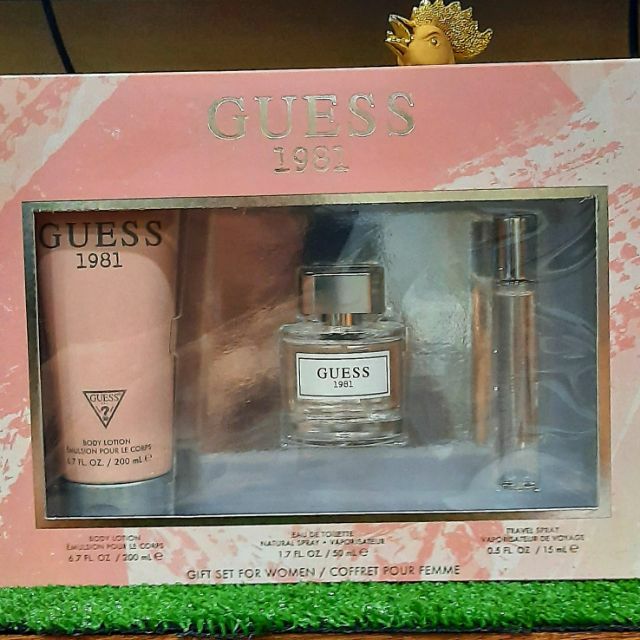 GUESS
1981
GUESS
1981
GUESS
?
BODY LOTION
ÉMULSION POUR LE CORPS
6.7 FL. OZ. / 200 mL e
GUESS
1981
BODY LOTION
ÉMULSION POUR LE CORPS
6.7 FL. OZ. / 200 mL e
EAU DE TOILETTE
NATURAL SPRAY • VAPORISATEUR
1.7 FL. OZ/ 50 mL e
TRAVEL SPRAY
VAPORISATEUR DE VOYAGE
0.5 FL. OZ / 15 mL e
GIFT SET FOR WOMEN / COFFRET POUR FEMME